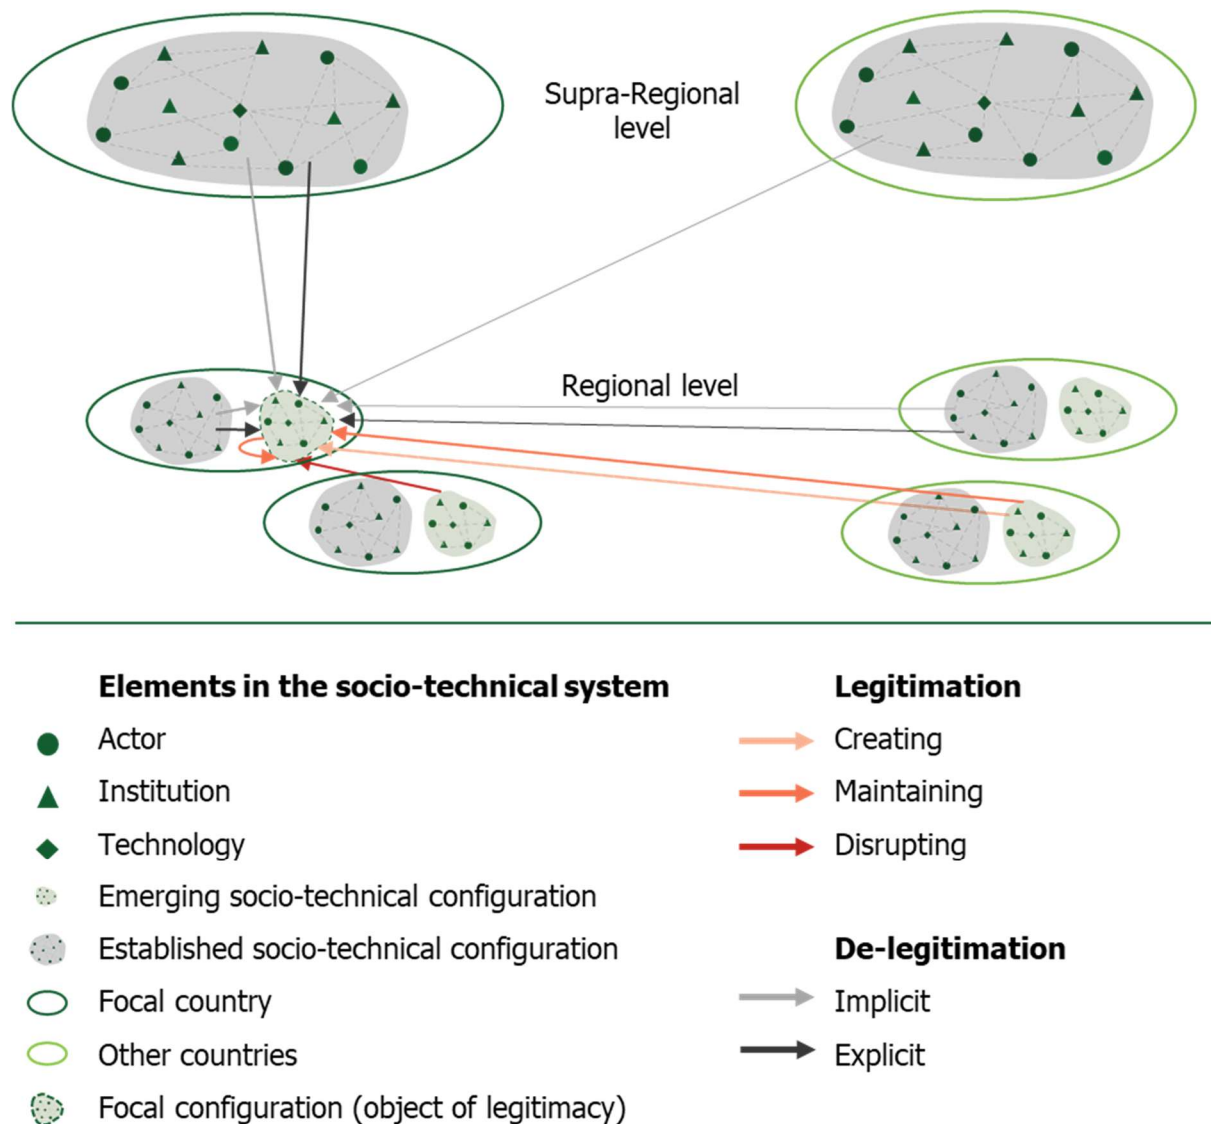 Supra-Regional
level
Regional level
Elements in the socio-technical system
Actor
Institution
Technology
Emerging socio-technical configuration
Established socio-technical configuration
Focal country
Other countries
Focal configuration (object of legitimacy)
Legitimation
Creating
Maintaining
Disrupting
De-legitimation
Implicit
Explicit